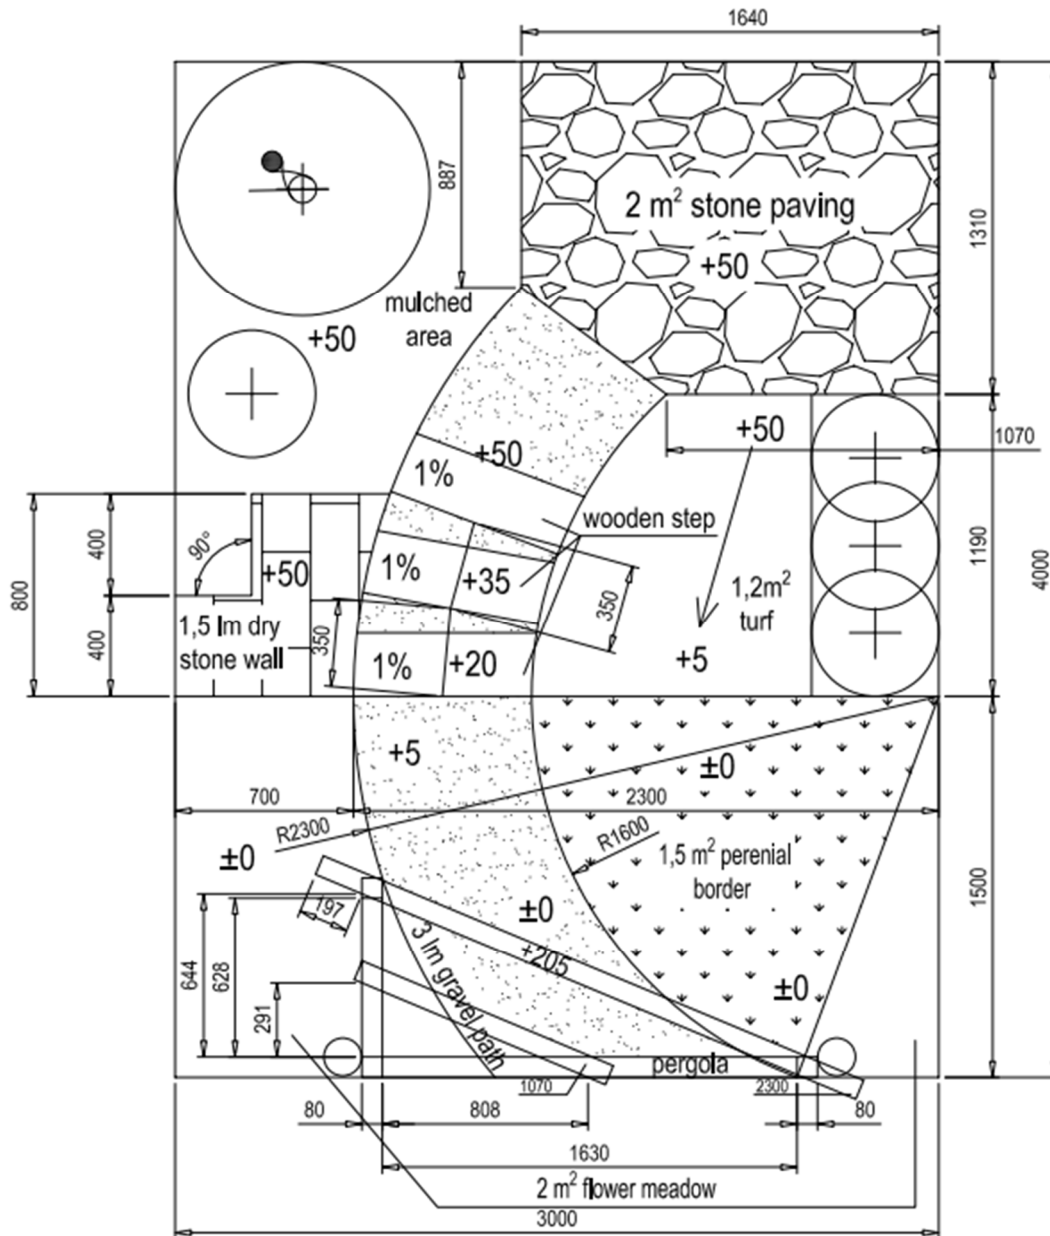 1640
887
2 m² stone paving
+50
1310
mulched
area
+50
+50
1070
+50
1%
wooden step
800
400
90°
+50
1%
+35
350
1,2m²
turf
1190
4000
400
1,5 lm dry
stone wall
350
1%
+20
+5
+5
±0
700
2300
R2300
R1600
±0
1,5 m² perenial
border
1500
197
±0
3 lm gravel path
+205
644
628
291
±0
pergola
1070
2300
80
808
80
1630
2 m² flower meadow
3000